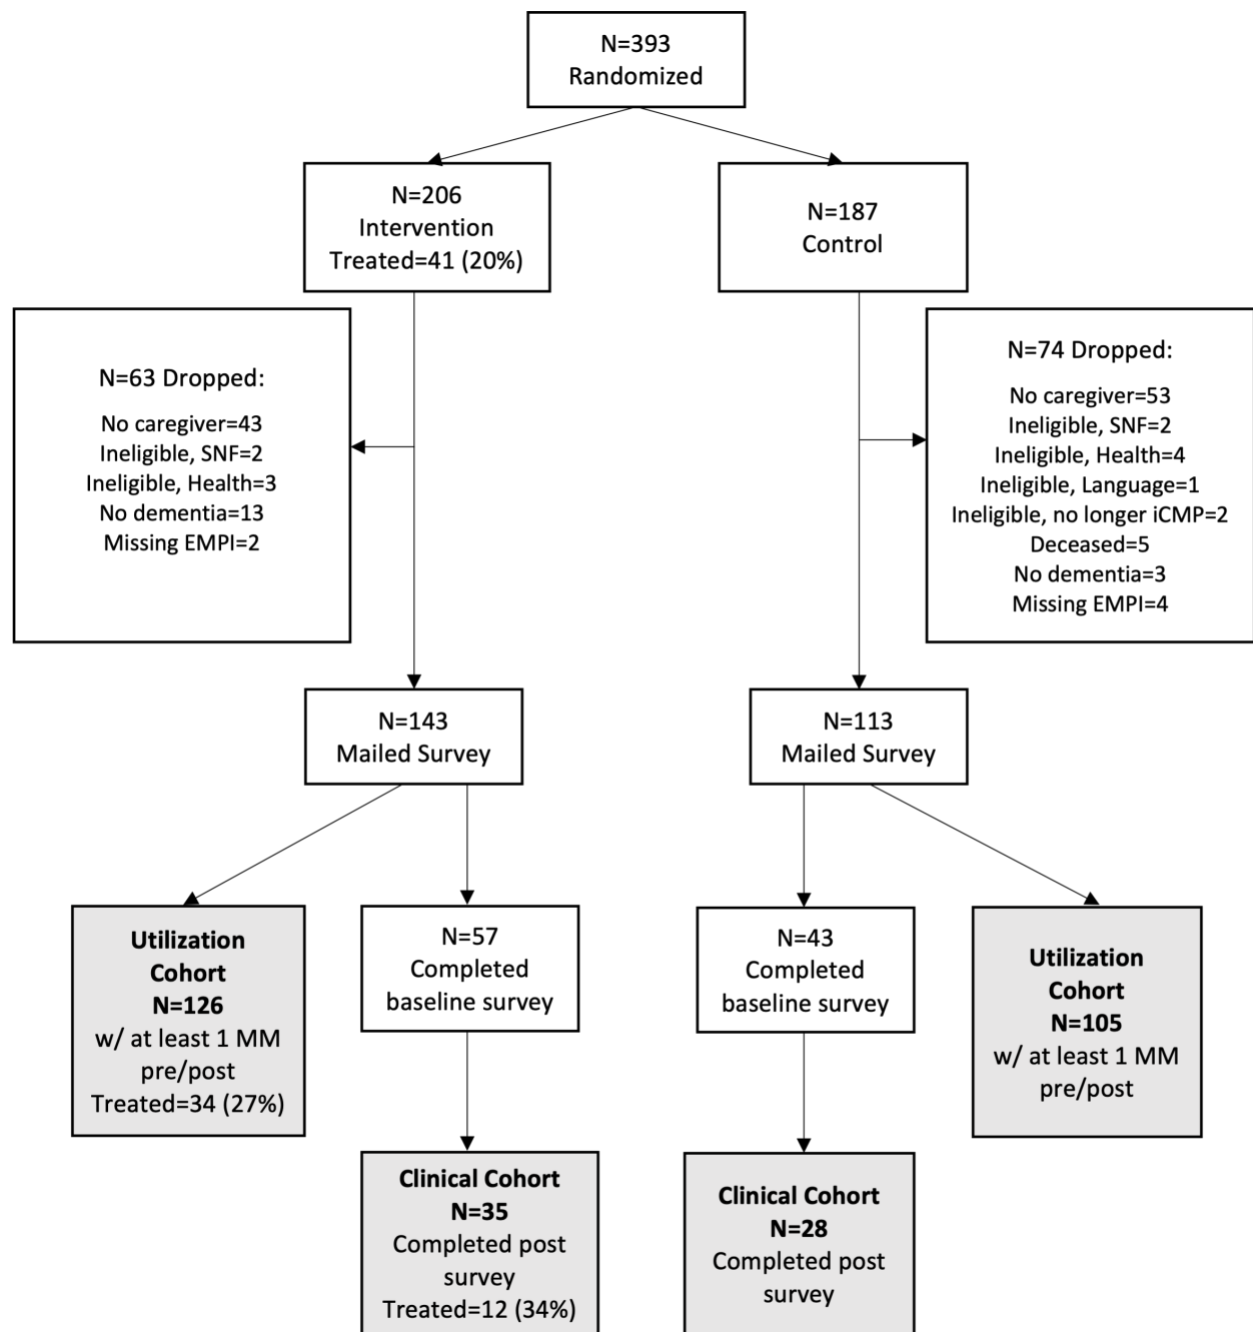 N=393
Randomized
N=206
Intervention
Treated=41 (20%)
N=187
Control
N=63 Dropped:
No caregiver=43
Ineligible, SNF=2
Ineligible, Health=3
No dementia=13
Missing EMPI=2
N=74 Dropped:
No caregiver=53
Ineligible, SNF=2
Ineligible, Health=4
Ineligible, Language=1
Ineligible, no longer iCMP=2
Deceased=5
No dementia=3
Missing EMPI=4
N=143
Mailed Survey
N=113
Mailed Survey
Utilization
Cohort
N=126
w/ at least 1 MM
pre/post
Treated=34 (27%)
N=57
Completed
baseline survey
N=43
Completed
baseline survey
Utilization
Cohort
N=105
w/ at least 1 MM
pre/post
Clinical Cohort
N=35
Completed post
survey
Treated=12 (34%)
Clinical Cohort
N=28
Completed post
survey